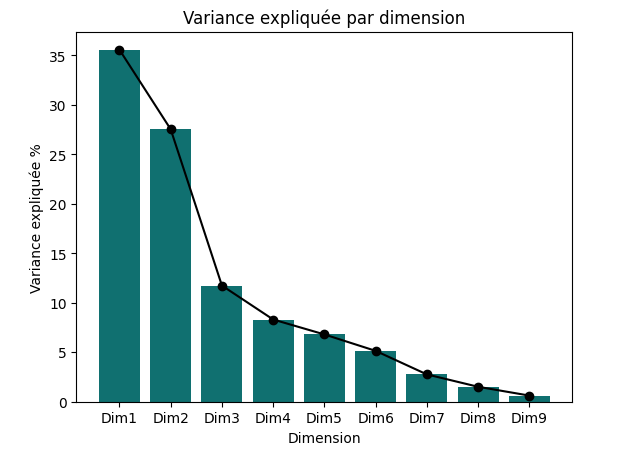 Variance expliquée par dimension
Variance expliquée %
35
30
25
20
15
10
5
0
Dim1 Dim2 Dim3 Dim4 Dim5 Dim6 Dim7 Dim8 Dim9
Dimension